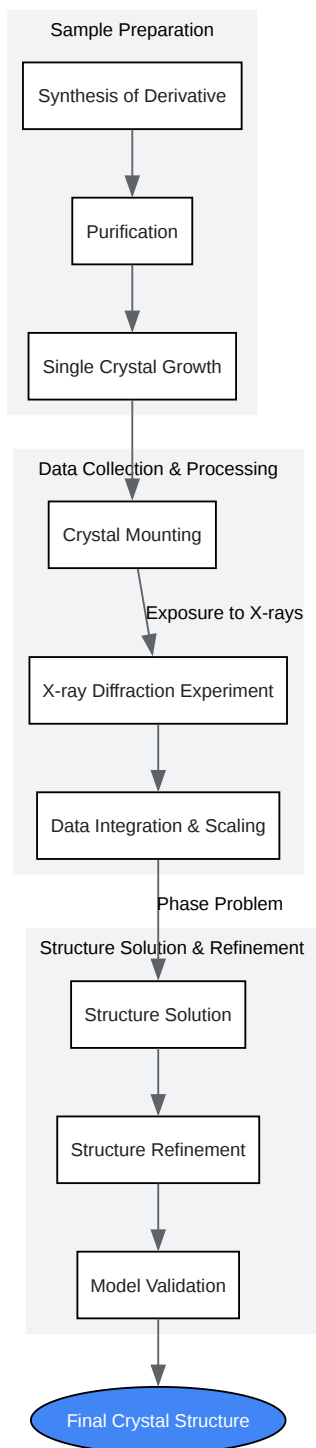 Sample Preparation
Synthesis of Derivative
Purification
Single Crystal Growth
Data Collection & Processing
Crystal Mounting
Exposure to X-rays
X-ray Diffraction Experiment
Data Integration & Scaling
Phase Problem
Structure Solution & Refinement
Structure Solution
Structure Refinement
Model Validation
Final Crystal Structure